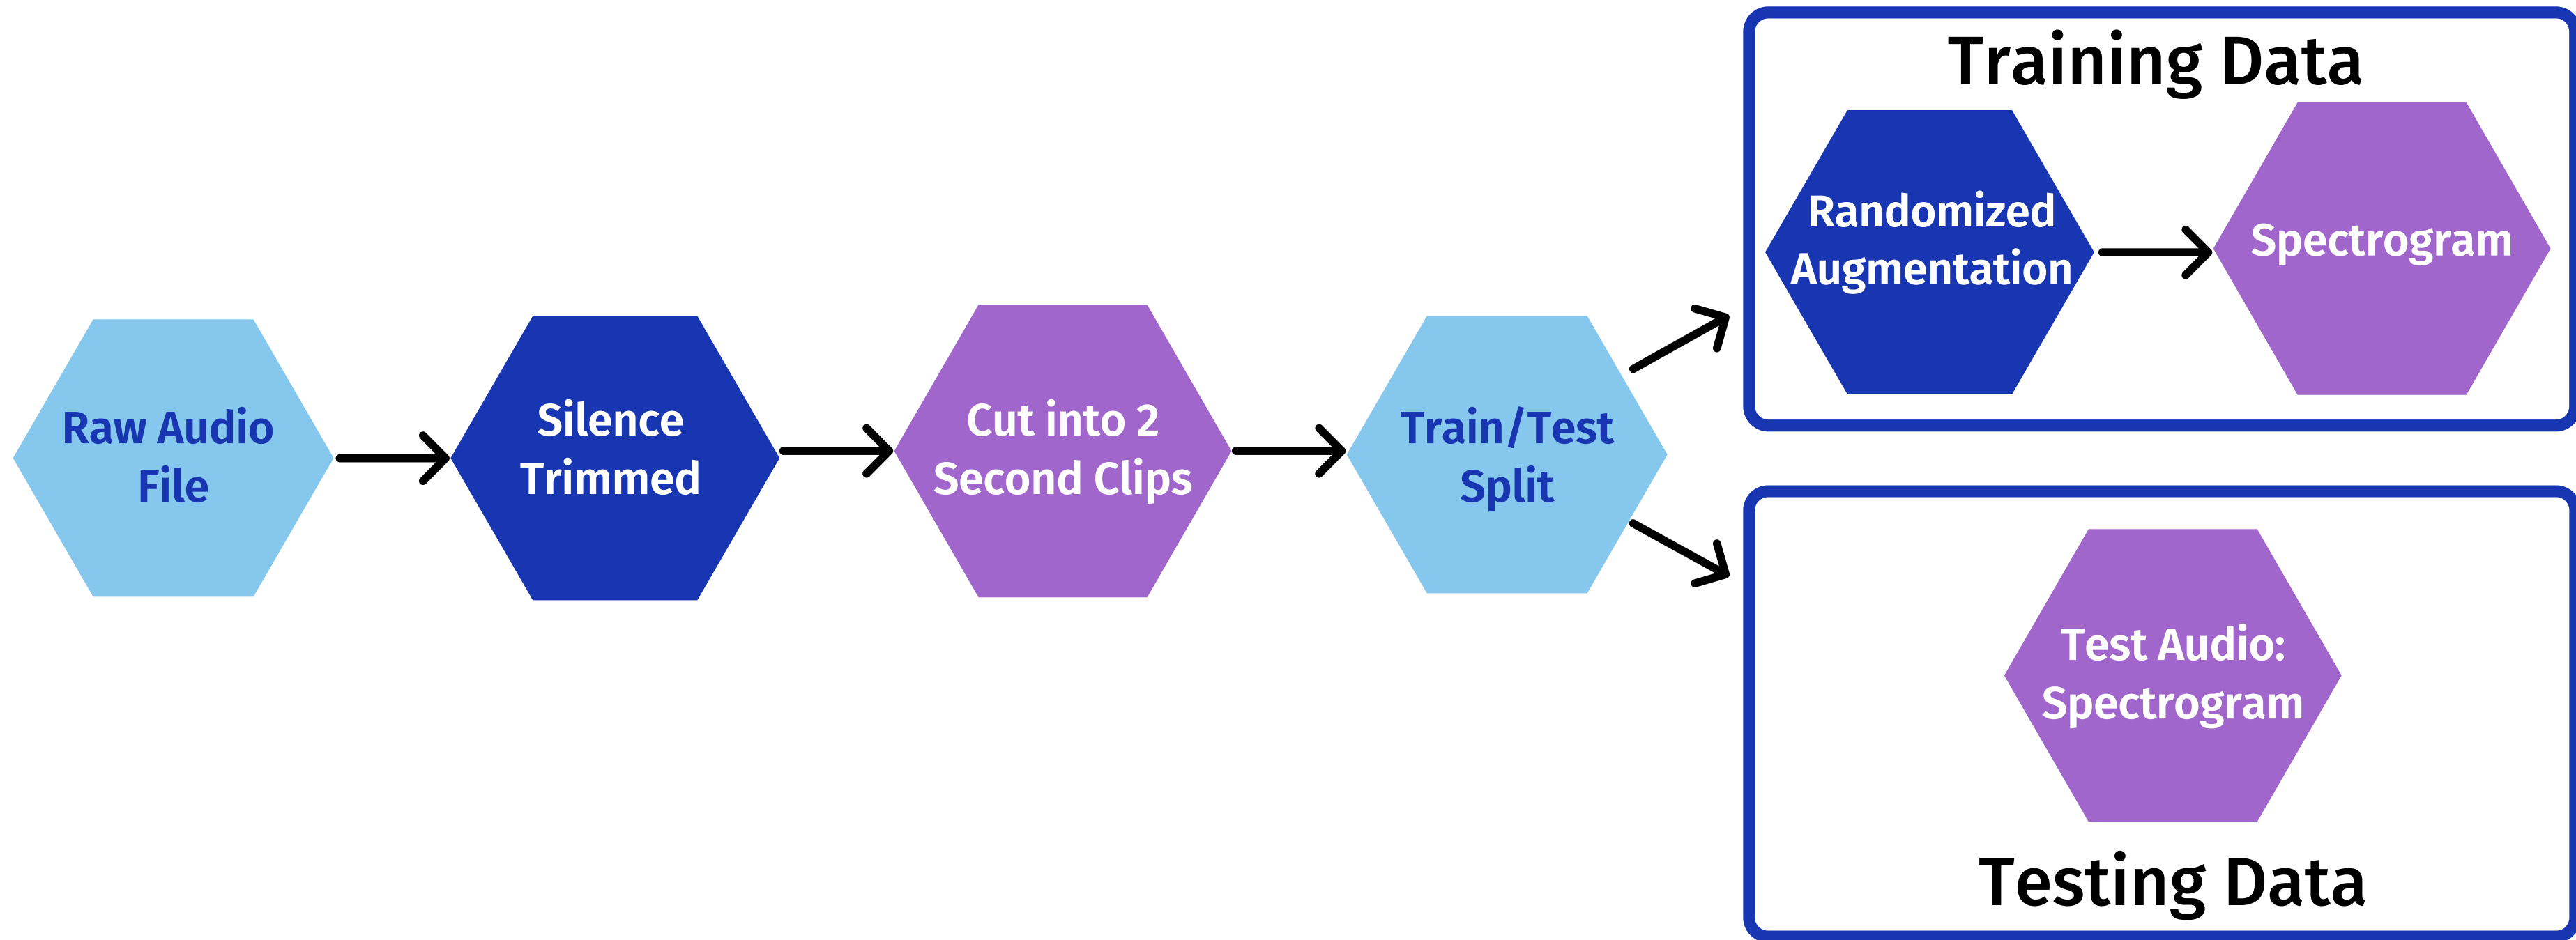 Raw Audio
File
Silence
Trimmed
Cut into 2
Second Clips
Train/Test
Split
Training Data
Randomized
Augmentation
Spectrogram
Test Audio:
Spectrogram
Testing Data